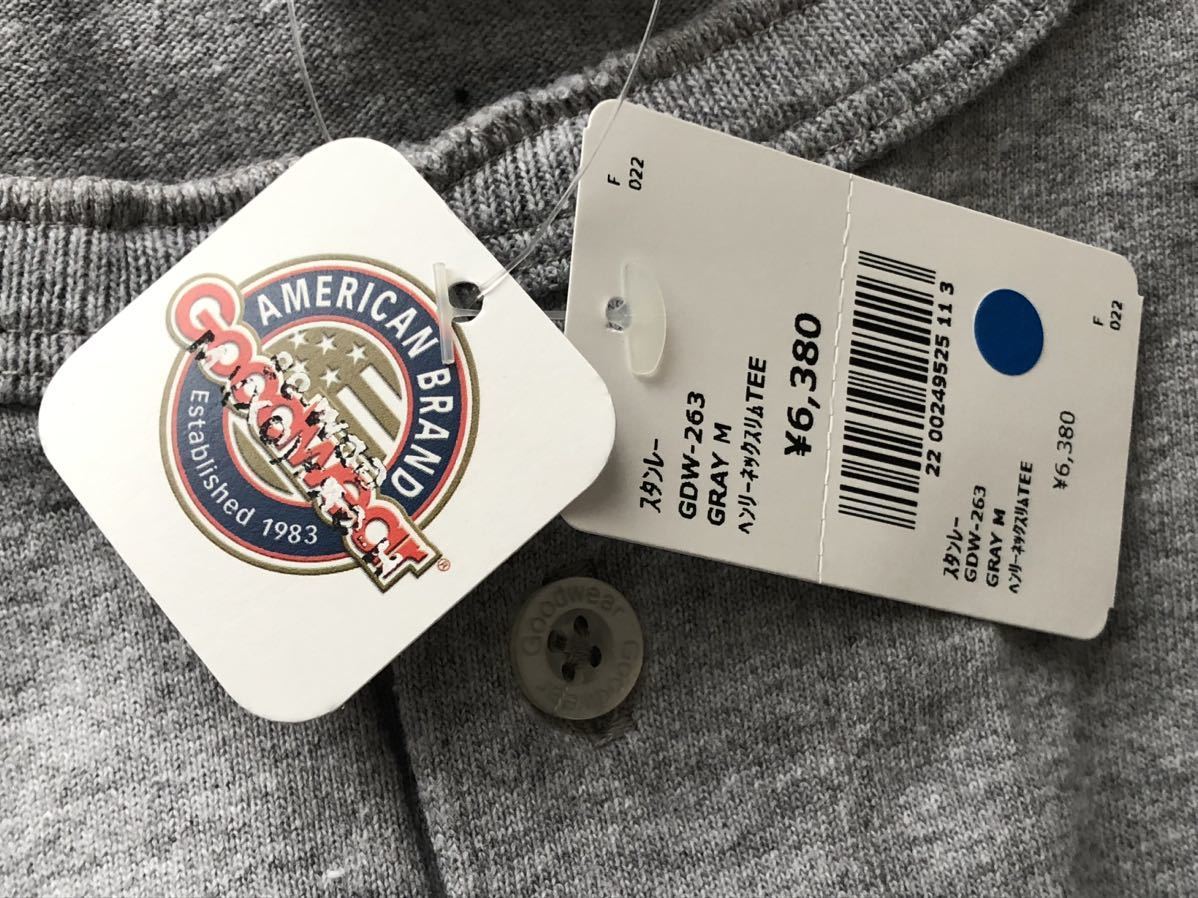 AMERICAN BRAND
Established 1983
®
F
022
スタンレー
GDW-263
GRAY M
ヘンリーネックスリムTEE
¥6,380
22 00249525 11 3
F
022
スタンレー
GDW-263
GRAY M
ヘンリーネックスリムTEE
¥6,380
Goodwear